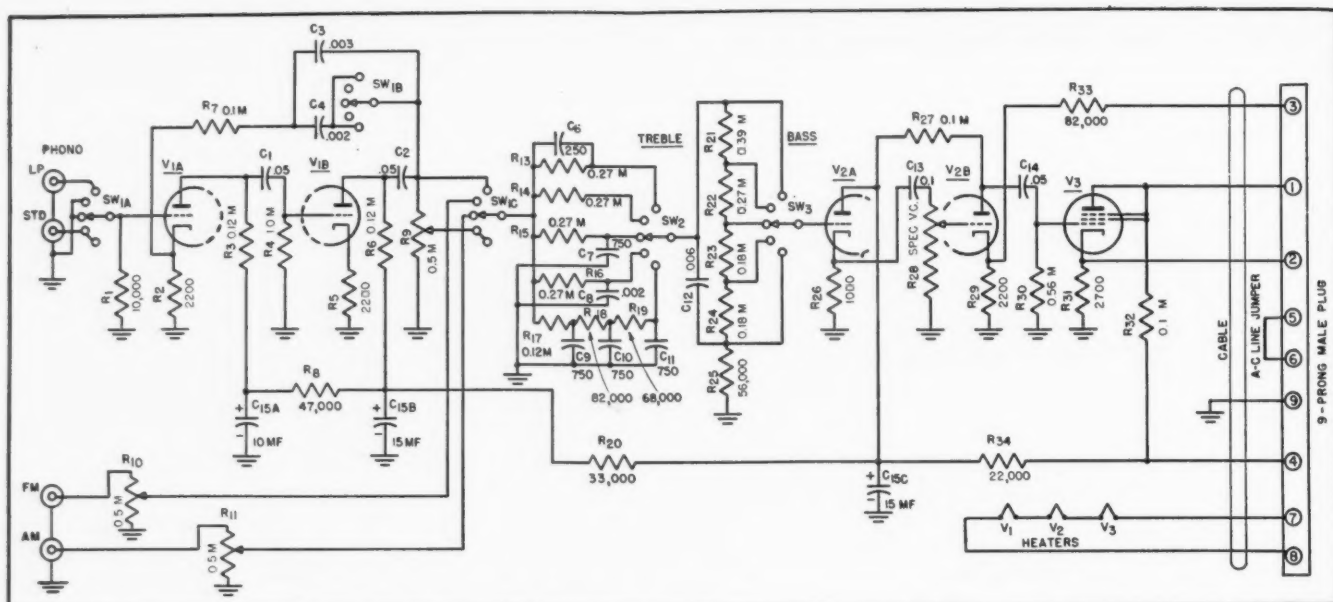 C3
.003
SW1B
R7 0.1 M
C4
.002
PHONO
LP
STD
SW1A
V1A
C1
.05
V1B
C2
.05
R1
10,000
R2
2200
R3 0.12 M
R4 1.0 M
R5
2200
R6 0.12 M
R9
0.5 M
SW1C
C6
250
R13
0.27 M
R14
0.27 M
R15
0.27 M
750
C7
R16
0.27 M
C8
.002
R17
0.12 M
R18
R19
C9
750
C10
750
C11
750
82,000
68,000
TREBLE
SW2
C12
.006
R21
0.39 M
R22
0.27 M
R23
0.18 M
R24
0.18 M
R25
56,000
BASS
SW3
V2A
R26
1000
R27 0.1 M
C13
0.1
R28 SPEC V.C.
V2B
R29
2200
C14
.05
R30
0.56 M
V3
R31
2700
R32
0.1 M
R33
82,000
R8
47,000
C15A
+
-
10 MF
C15B
+
-
15 MF
R20
33,000
C15C
+
-
15 MF
R34
22,000
FM
R10
0.5 M
AM
R11
0.5 M
V1
V2
V3
HEATERS
CABLE
A-C LINE JUMPER
9-PRONG MALE PLUG
3
1
2
5
6
9
4
7
8